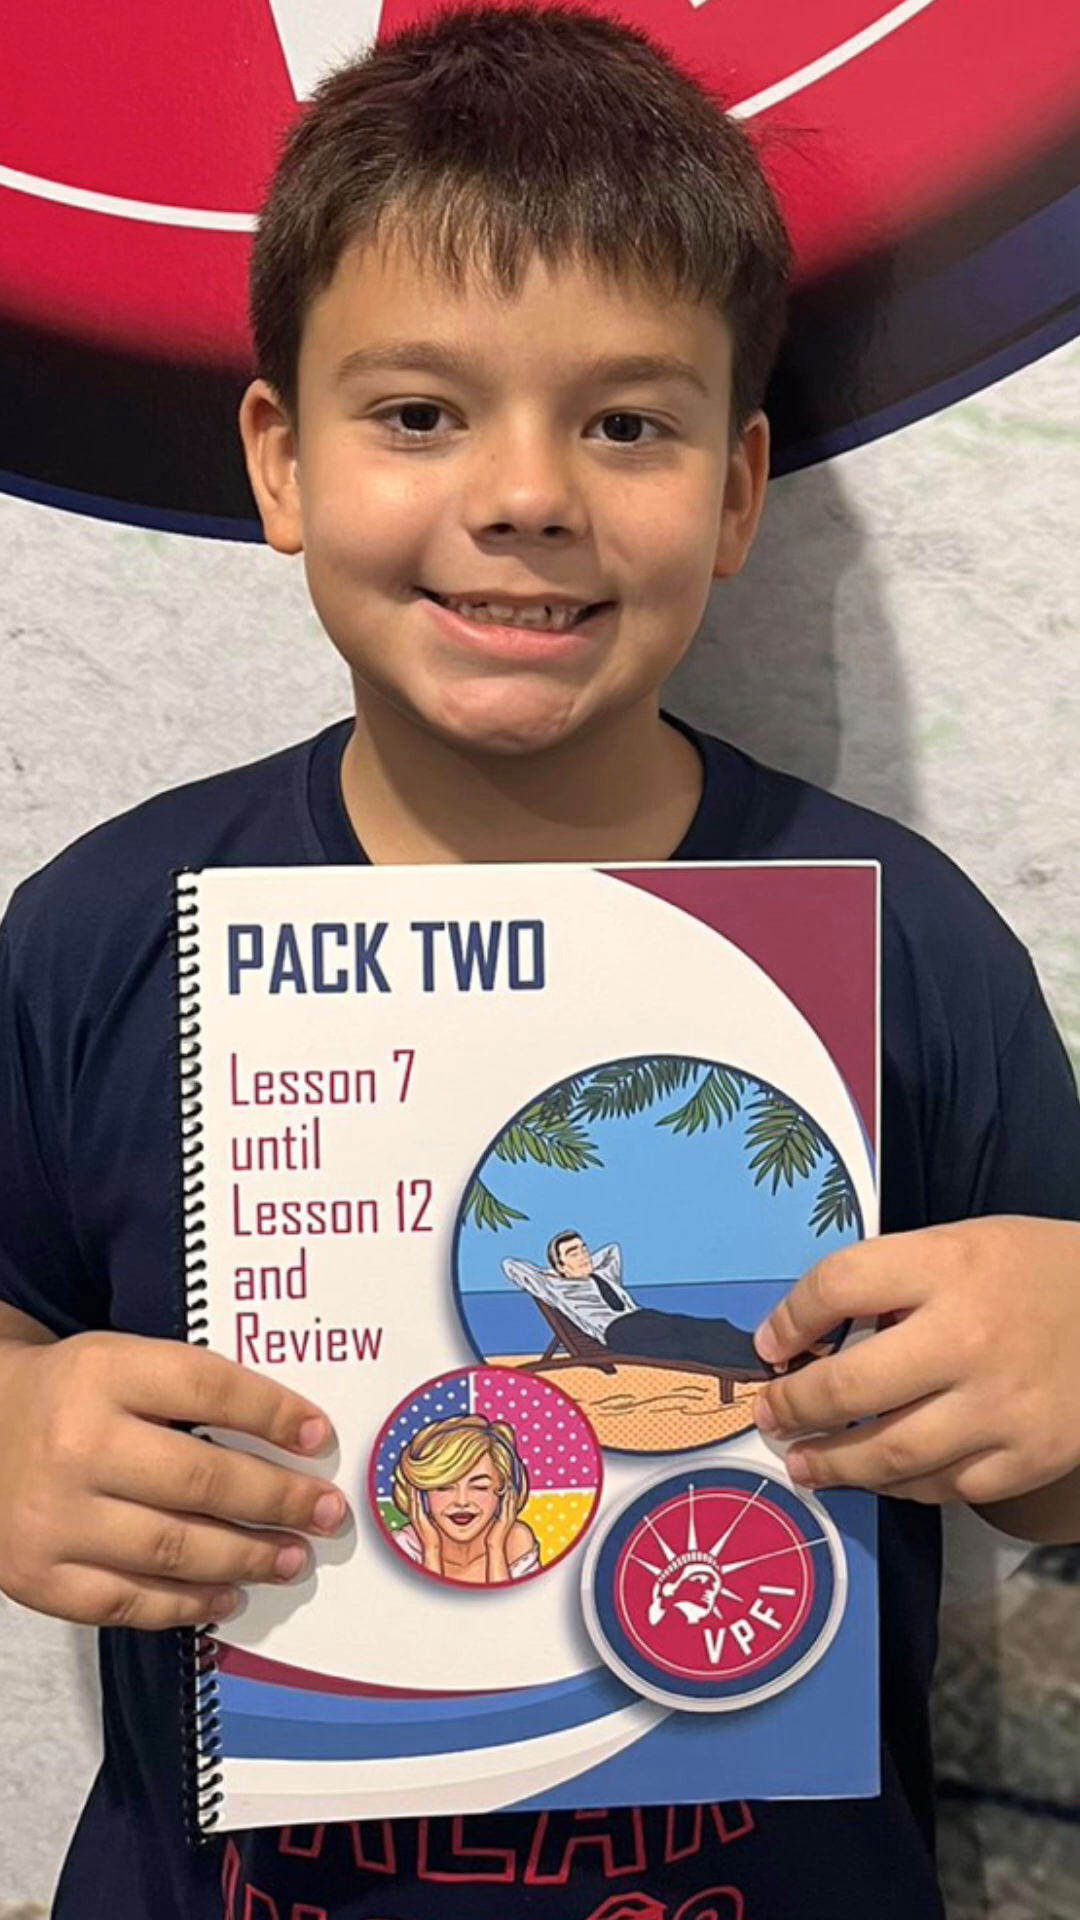 PACK TWO
Lesson 7
until
Lesson 12
and
Review
VPFI